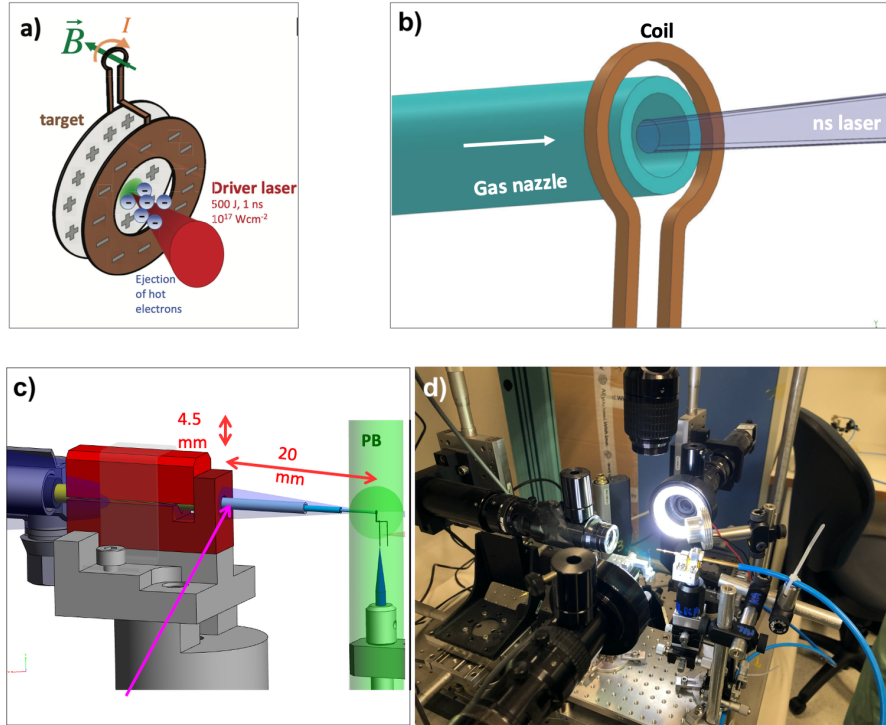 a)
B I
target
Driver laser
500 J, 1 ns
10¹⁷ Wcm⁻²
Ejection
of hot
electrons
b)
Coil
ns laser
Gas nozzle
Y
c)
4.5
mm
20
mm
PB
d)